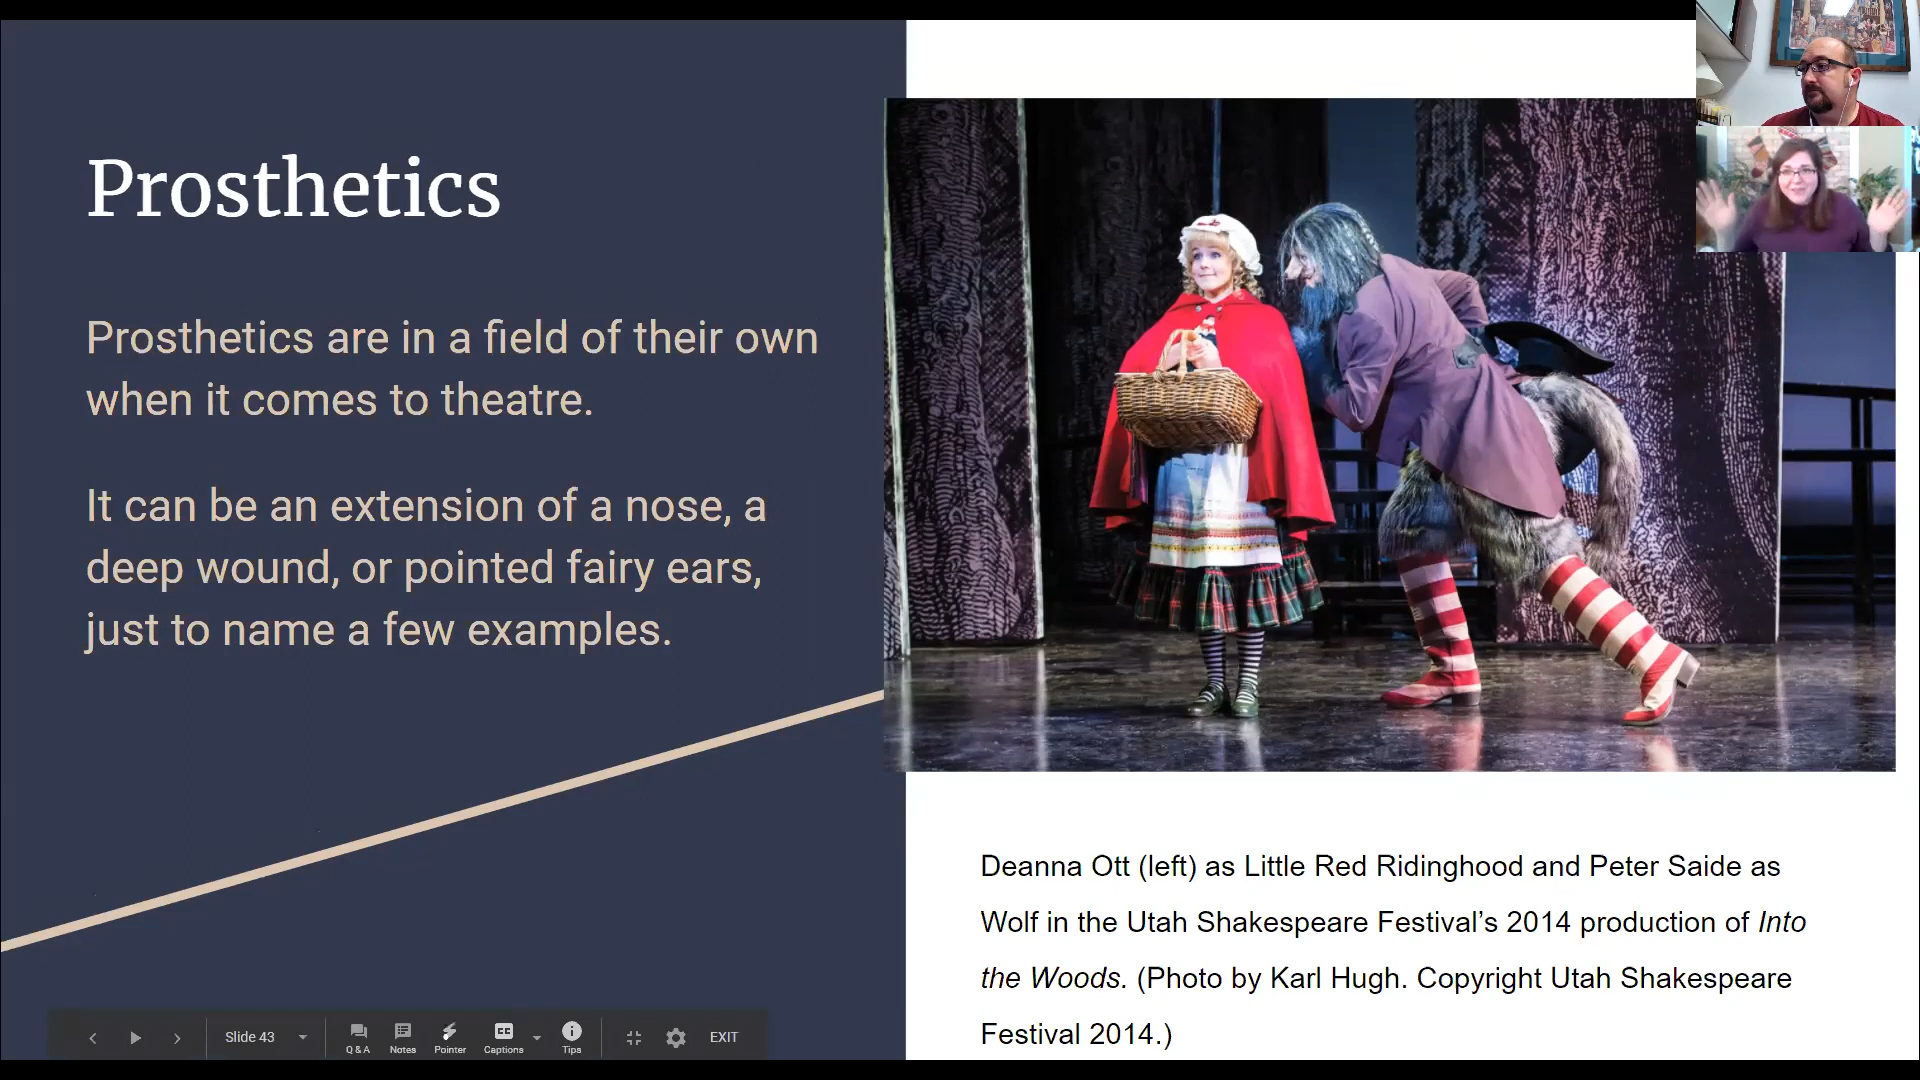 Prosthetics
Prosthetics are in a field of their own
when it comes to theatre.
It can be an extension of a nose, a
deep wound, or pointed fairy ears,
just to name a few examples.
Deanna Ott (left) as Little Red Ridinghood and Peter Saide as
Wolf in the Utah Shakespeare Festival’s 2014 production of Into
the Woods. (Photo by Karl Hugh. Copyright Utah Shakespeare
Festival 2014.)
Slide 43
Q & A
Notes
Pointer
CC
Captions
Tips
EXIT